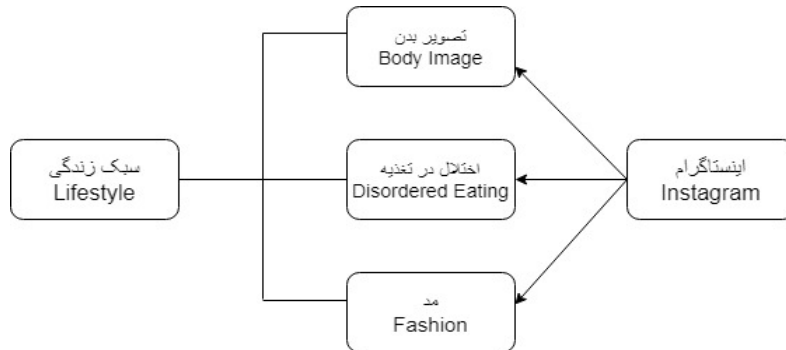 تصویر بدن
Body Image
سبک زندگی
Lifestyle
اختلال در تغذیه
Disordered Eating
اینستاگرام
Instagram
مد
Fashion